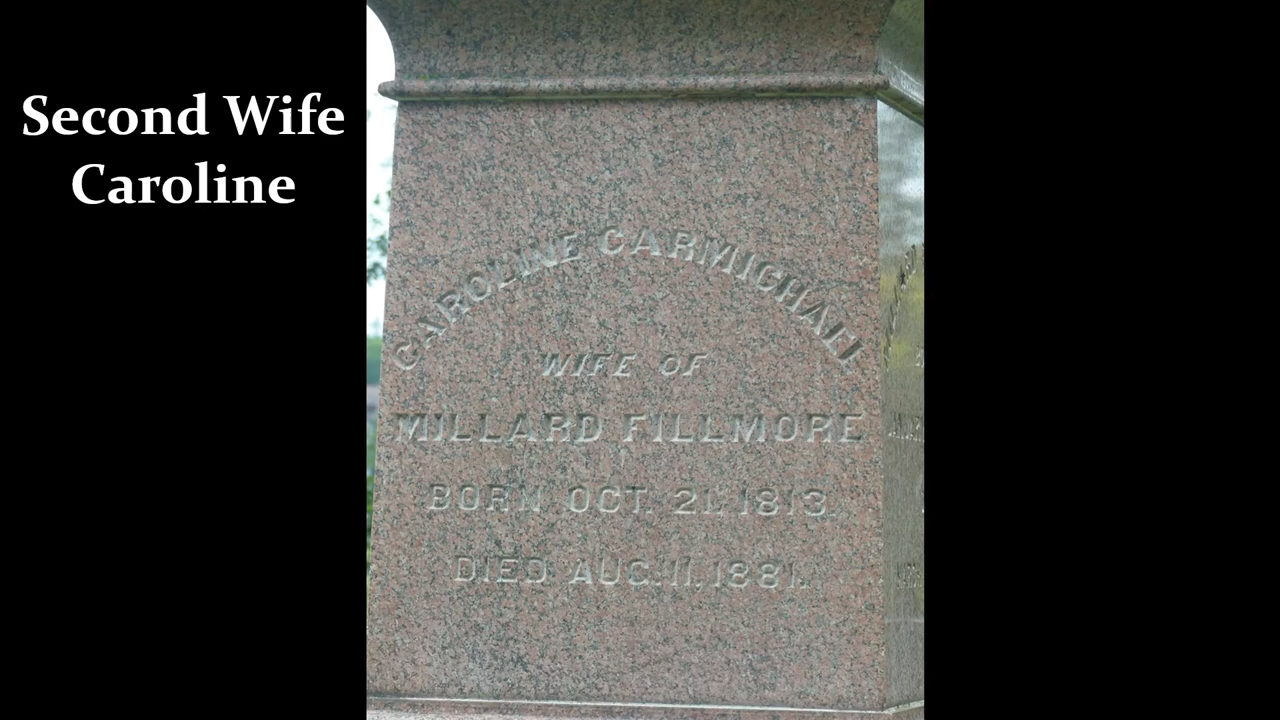 Second Wife
Caroline
CAROLINE CARMICHAEL
WIFE OF
MILLARD FILLMORE
BORN OCT. 21. 1813.
DIED AUG. 11. 1881.